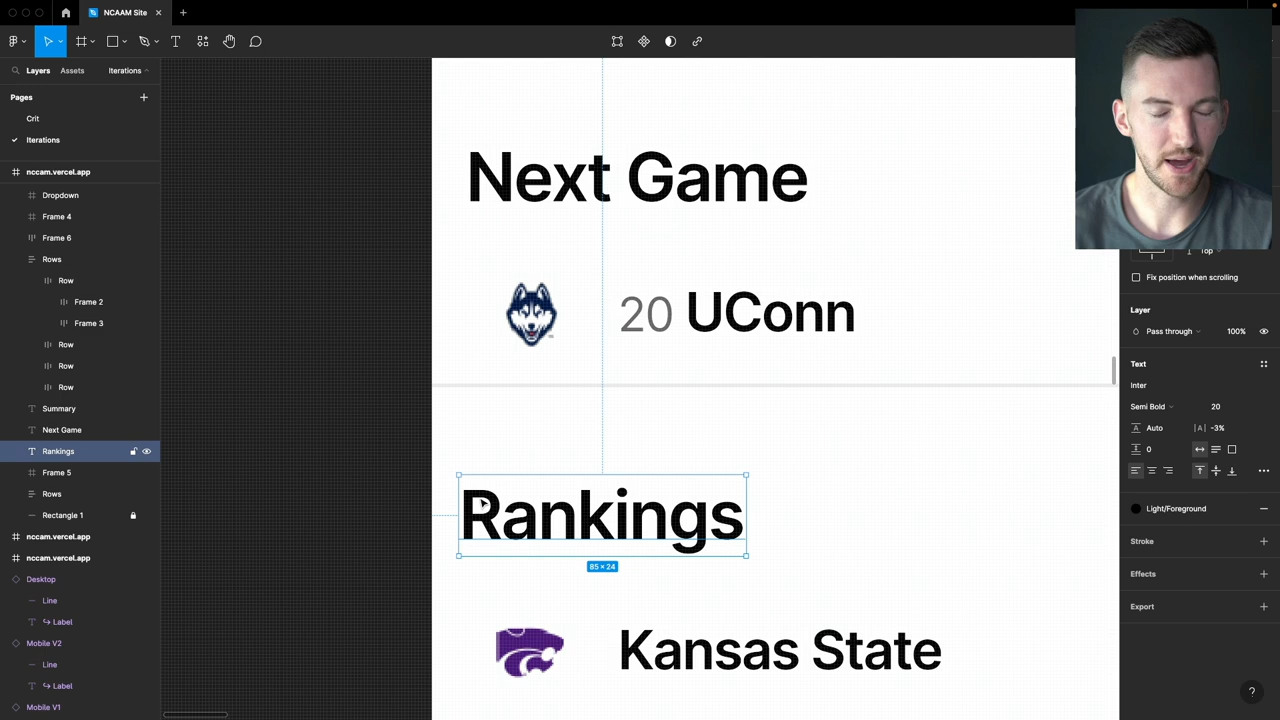 NCAAM Site
Layers
Assets
Iterations
Pages
Crit
Iterations
nccam.vercel.app
Dropdown
Frame 4
Frame 6
Rows
Row
Frame 2
Frame 3
Row
Row
Row
Summary
Next Game
Rankings
Frame 5
Rows
Rectangle 1
nccam.vercel.app
nccam.vercel.app
Desktop
Line
Label
Mobile V2
Line
Label
Mobile V1
Next Game
20 UConn
Rankings
85 × 24
Kansas State
Top
Fix position when scrolling
Layer
Pass through
100%
Text
Inter
Semi Bold
20
Auto
-3%
0
Light/Foreground
Stroke
Effects
Export
?